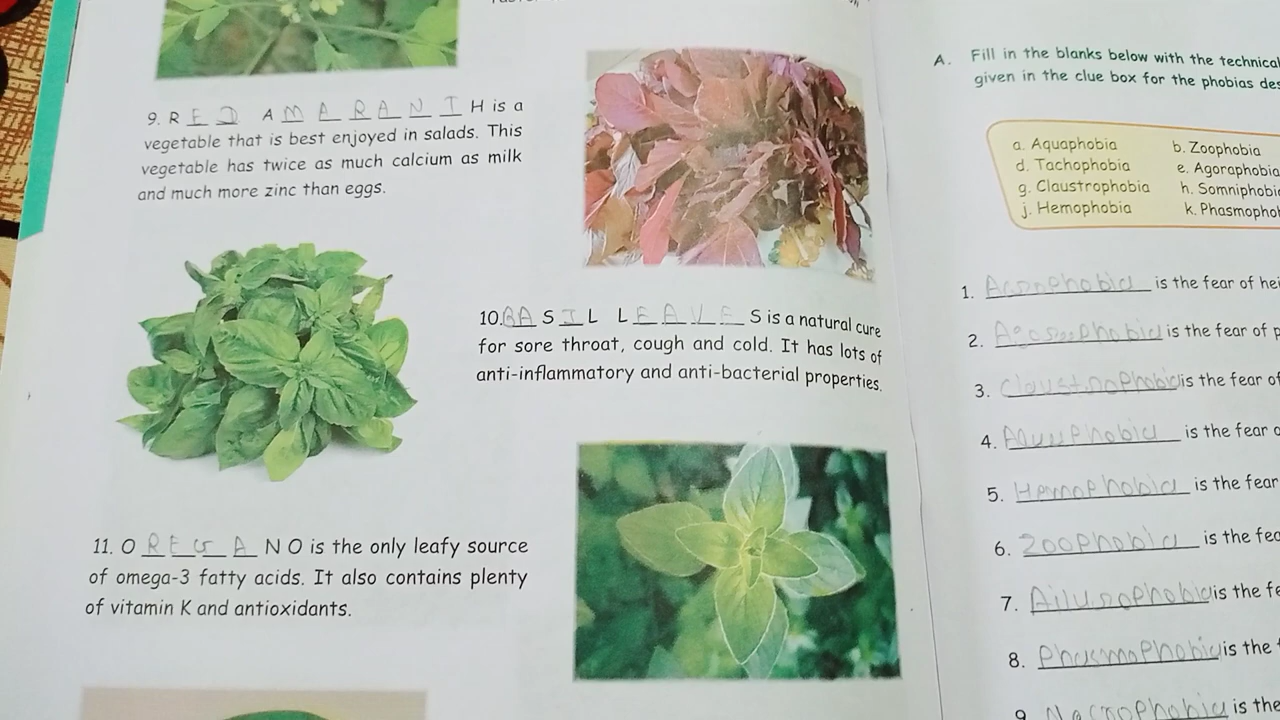 9. R E D A M A R A N T H is a
vegetable that is best enjoyed in salads. This
vegetable has twice as much calcium as milk
and much more zinc than eggs.
10. BA S I L L E A V E S is a natural cure
for sore throat, cough and cold. It has lots of
anti-inflammatory and anti-bacterial properties.
11. O R E G A N O is the only leafy source
of omega-3 fatty acids. It also contains plenty
of vitamin K and antioxidants.
A. Fill in the blanks below with the technical
given in the clue box for the phobias des
a. Aquaphobia b. Zoophobia
d. Tachophobia e. Agoraphobia
g. Claustrophobia h. Somniphobi
j. Hemophobia k. Phasmopho
1. is the fear of hei
2. is the fear of p
3. Claustrophobia is the fear of
4. is the fear o
5. Hemophobia is the fear
6. Zoophobia is the fea
7. Ailurophobia is the fe
8. Phasmophobia is the
9. is the